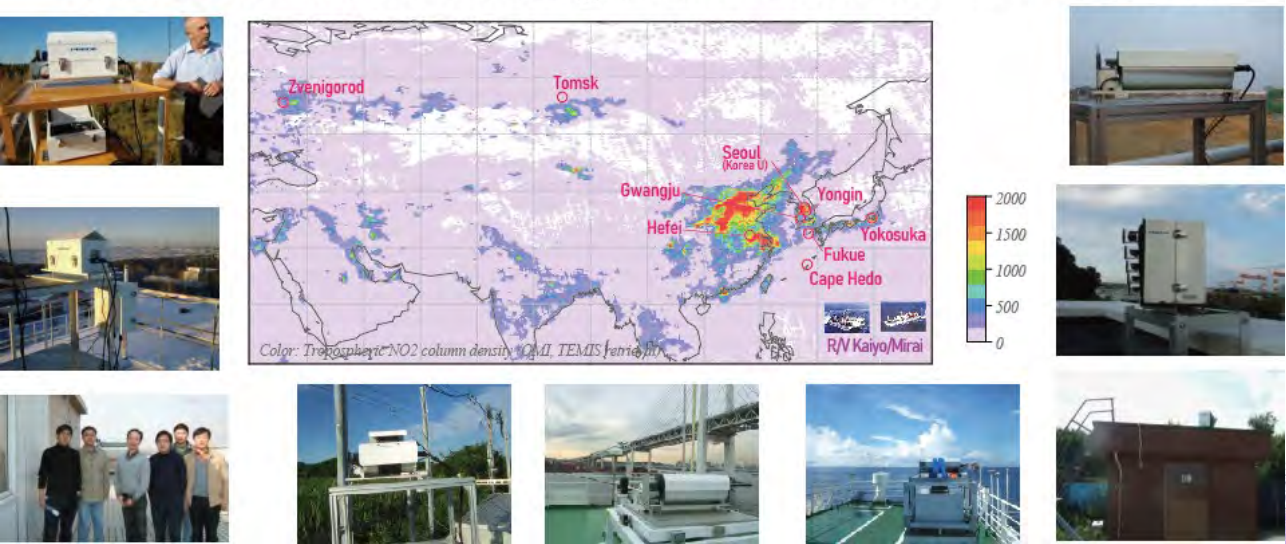 Zvenigorod
Tomsk
Seoul
(Korea U)
Gwangju
Yongin
Hefei
Yokosuka
Fukue
Cape Hedo
R/V Kaiyo/Mirai
Color: Tropospheric NO2 column density (OMI, TEMIS retrieval)
2000
1500
1000
500
0
PREDE